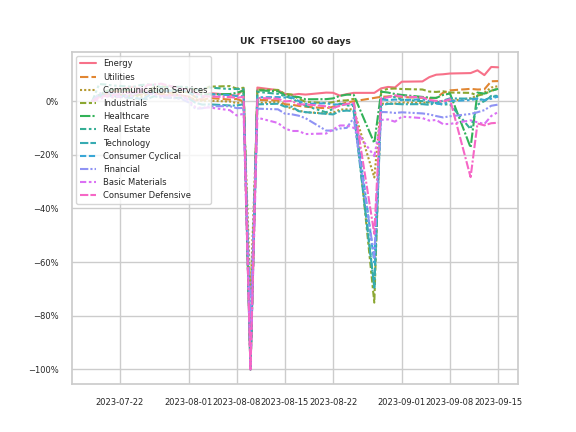 UK  FTSE100  60 days
Energy
Utilities
Communication Services
Industrials
Healthcare
Real Estate
Technology
Consumer Cyclical
Financial
Basic Materials
Consumer Defensive
0%
−20%
−40%
−60%
−80%
−100%
2023-07-22 2023-08-01 2023-08-08 2023-08-15 2023-08-22 2023-09-01 2023-09-08 2023-09-15